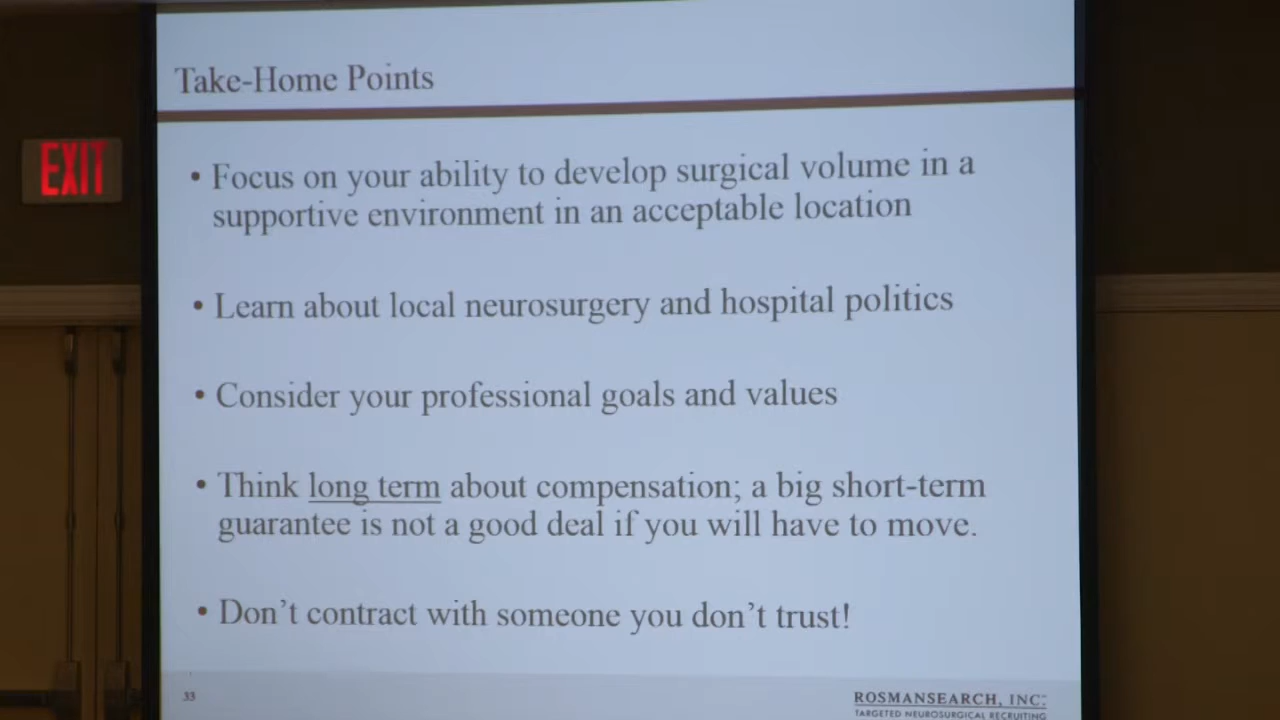 Take-Home Points
EXIT
• Focus on your ability to develop surgical volume in a
supportive environment in an acceptable location
• Learn about local neurosurgery and hospital politics
• Consider your professional goals and values
• Think long term about compensation; a big short-term
guarantee is not a good deal if you will have to move.
• Don't contract with someone you don't trust!
33
ROSMANSEARCH, INC.
TARGETED NEUROSURGICAL RECRUITING